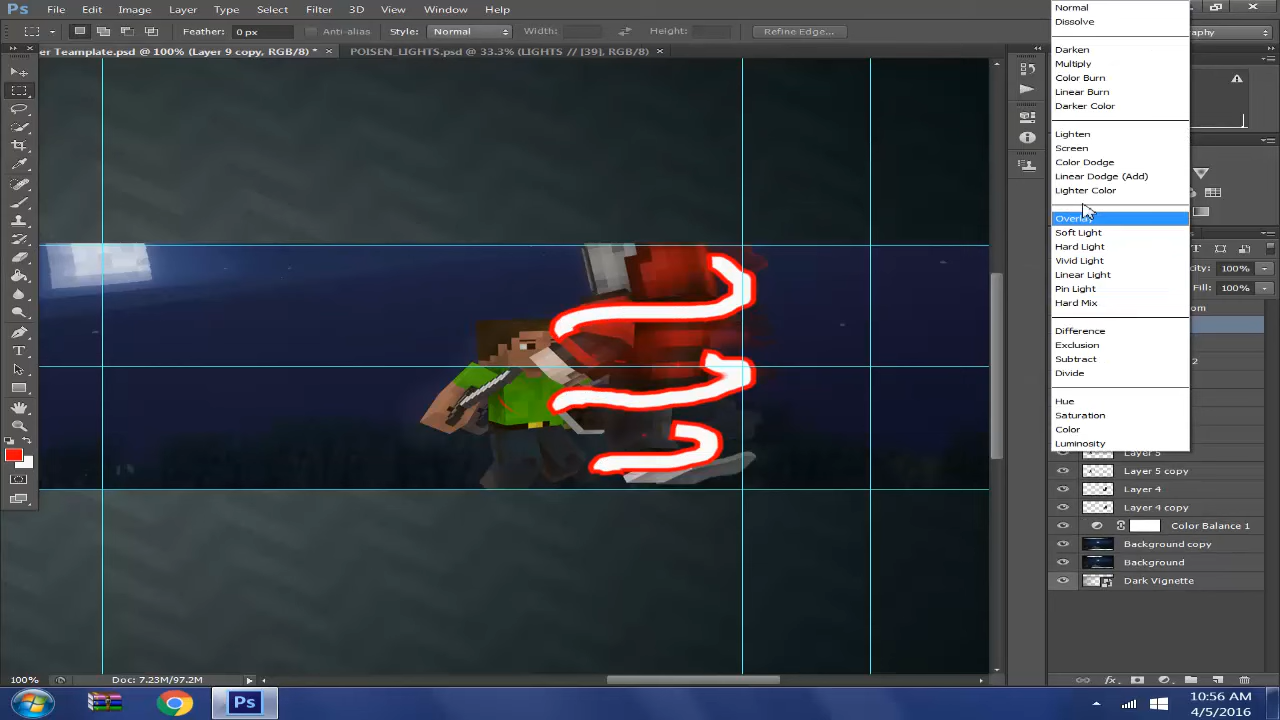 Ps File Edit Image Layer Type Select Filter 3D View Window Help
Feather: 0 px Anti-alias Style: Normal Width: Height: Refine Edge...
er Teamplate.psd @ 100% (Layer 9 copy, RGB/8) * × POISEN_LIGHTS.psd @ 33.3% (LIGHTS // [39], RGB/8) ×
Normal
Dissolve
Darken
Multiply
Color Burn
Linear Burn
Darker Color
Lighten
Screen
Color Dodge
Linear Dodge (Add)
Lighter Color
Soft Light
Hard Light
Vivid Light
Linear Light
Pin Light
Hard Mix
Difference
Exclusion
Subtract
Divide
Hue
Saturation
Color
Luminosity
100%
Fill: 100%
2
Layer 5
Layer 5 copy
Layer 4
Layer 4 copy
Color Balance 1
Background copy
Background
Dark Vignette
fx
100% Doc: 7.23M/97.2M
Ps
10:56 AM
4/5/2016